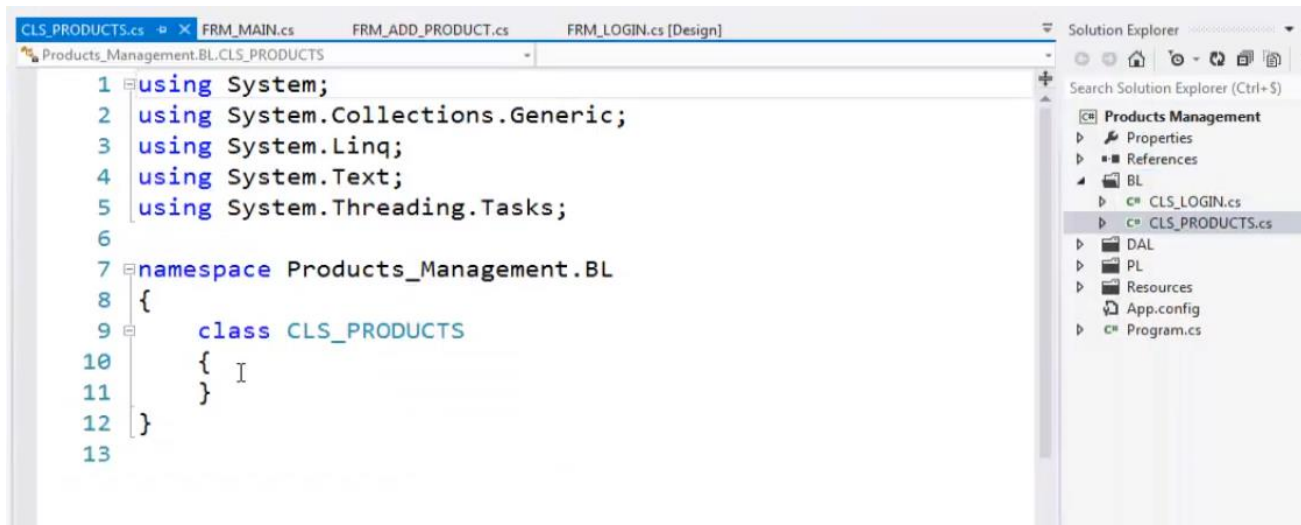 CLS_PRODUCTS.cs FRM_MAIN.cs FRM_ADD_PRODUCT.cs FRM_LOGIN.cs [Design]
Products_Management.BL.CLS_PRODUCTS
1 using System;
2 using System.Collections.Generic;
3 using System.Linq;
4 using System.Text;
5 using System.Threading.Tasks;
6
7 namespace Products_Management.BL
8 {
9 class CLS_PRODUCTS
10 {
11 }
12 }
13
Solution Explorer
Search Solution Explorer (Ctrl+$)
C# Products Management
Properties
References
BL
C# CLS_LOGIN.cs
C# CLS_PRODUCTS.cs
DAL
PL
Resources
App.config
C# Program.cs